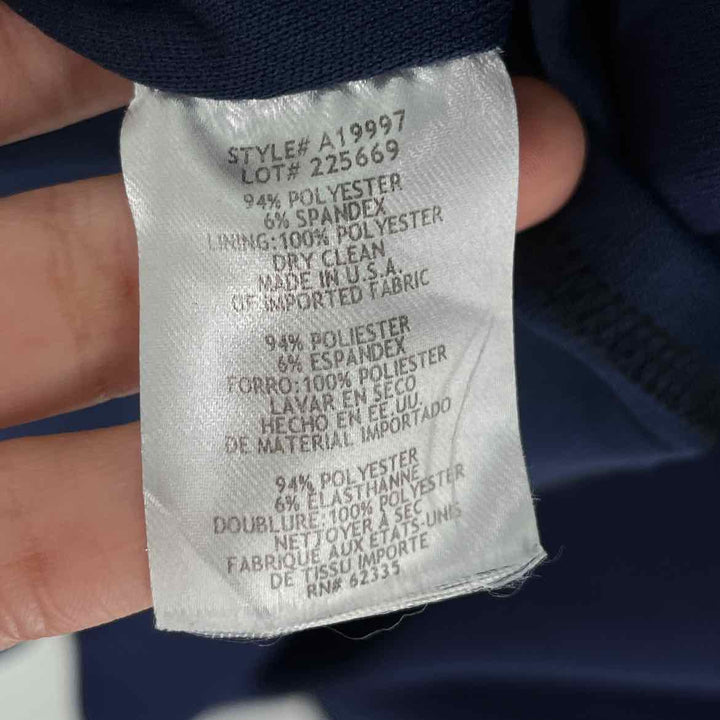 STYLE# A19997
LOT# 225669
94% POLYESTER
6% SPANDEX
LINING:100% POLYESTER
DRY CLEAN
MADE IN U.S.A.
OF IMPORTED FABRIC
94% POLIESTER
6% ESPANDEX
FORRO:100% POLIESTER
LAVAR EN SECO
HECHO EN EE.UU.
DE MATERIAL IMPORTADO
94% POLYESTER
6% ELASTHANNE
DOUBLURE:100% POLYESTER
NETTOYER À SEC
FABRIQUE AUX ETATS-UNIS
DE TISSU IMPORTE
RN# 62335